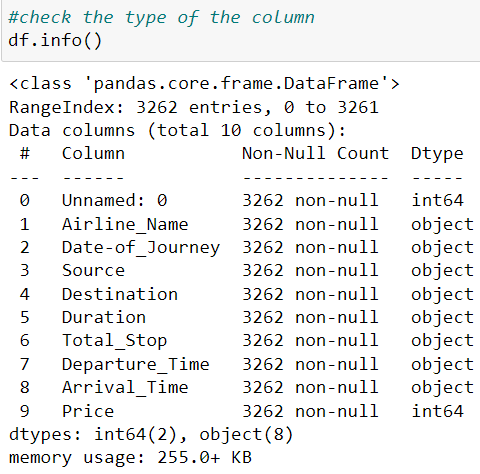 #check the type of the column
df.info()
<class 'pandas.core.frame.DataFrame'>
RangeIndex: 3262 entries, 0 to 3261
Data columns (total 10 columns):
 #   Column           Non-Null Count  Dtype
---  ------           --------------  -----
 0   Unnamed: 0       3262 non-null   int64
 1   Airline_Name     3262 non-null   object
 2   Date-of_Journey  3262 non-null   object
 3   Source           3262 non-null   object
 4   Destination      3262 non-null   object
 5   Duration         3262 non-null   object
 6   Total_Stop       3262 non-null   object
 7   Departure_Time   3262 non-null   object
 8   Arrival_Time     3262 non-null   object
 9   Price            3262 non-null   int64
dtypes: int64(2), object(8)
memory usage: 255.0+ KB